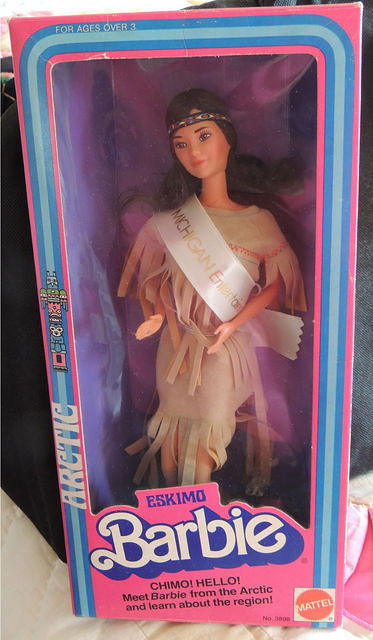 FOR AGES OVER 3
MICHIGAN Entertains
ARCTIC
ESKIMO
Barbie®
CHIMO! HELLO!
Meet Barbie from the Arctic
and learn about the region!
MATTEL
No. 3898